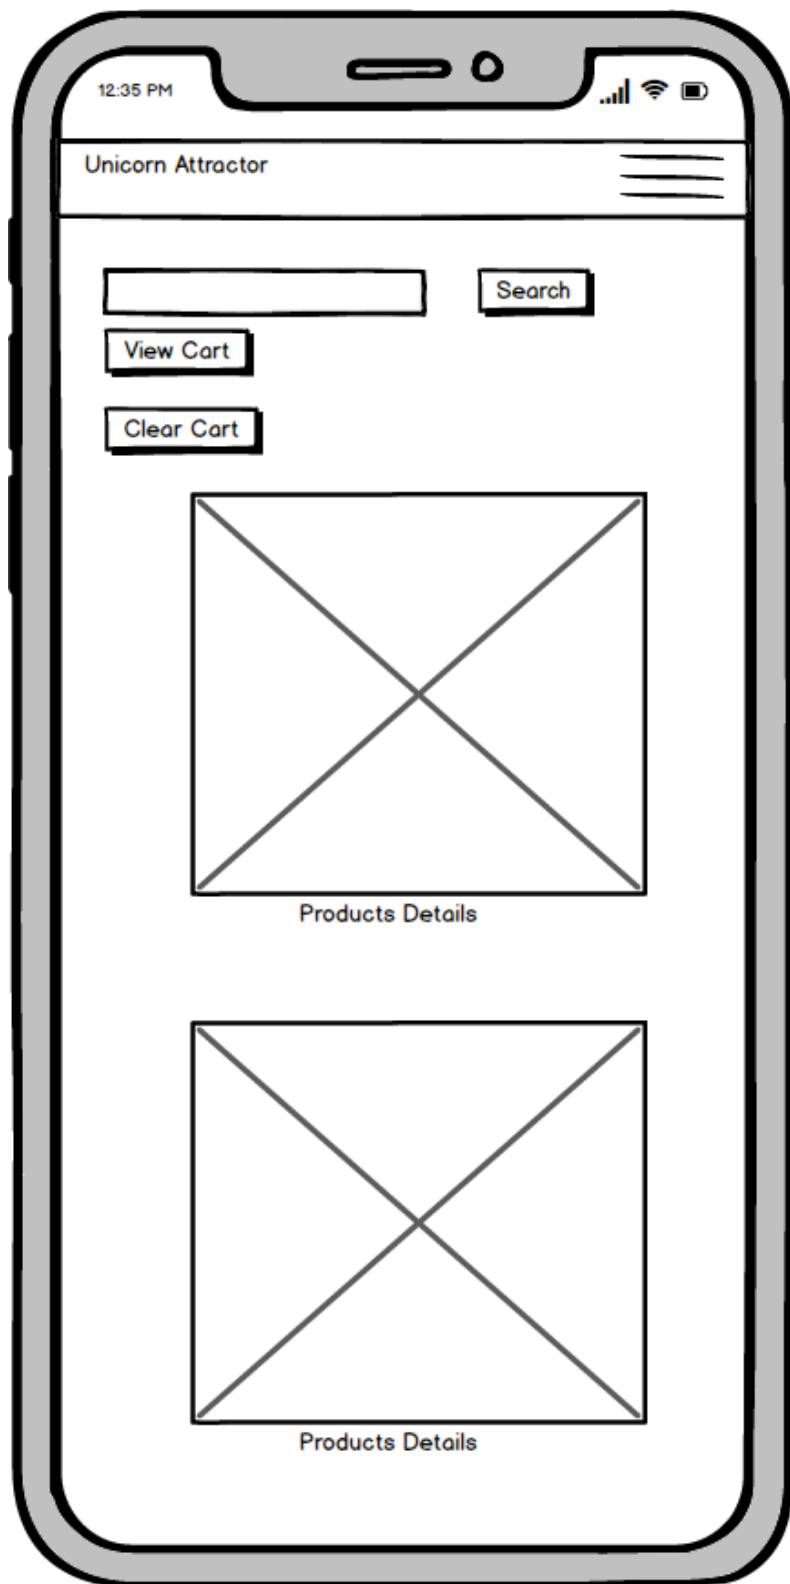 12:35 PM
Unicorn Attractor
Search
View Cart
Clear Cart
Products Details
Products Details